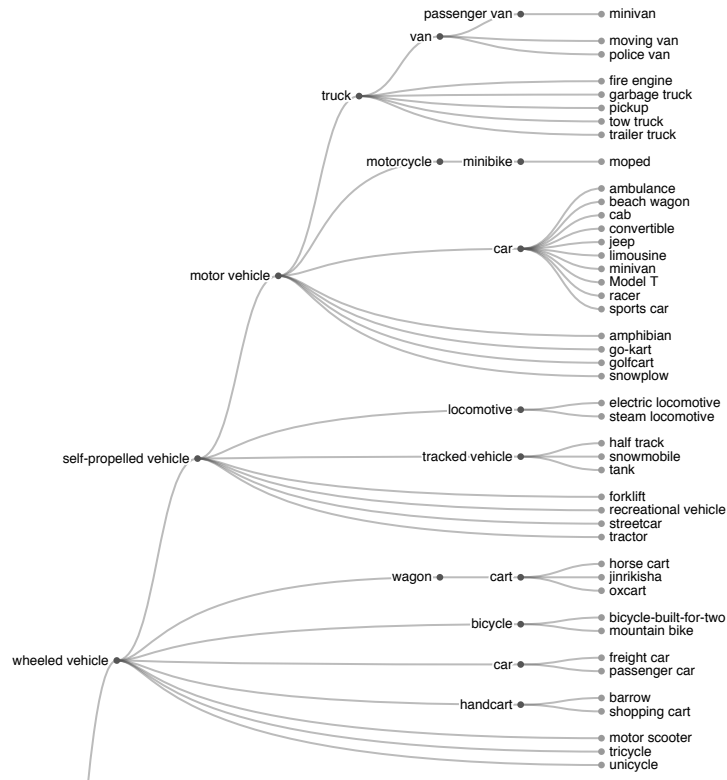 passenger van
minivan
van
moving van
police van
fire engine
truck
garbage truck
pickup
tow truck
trailer truck
motorcycle
minibike
moped
ambulance
beach wagon
cab
convertible
jeep
car
limousine
minivan
motor vehicle
Model T
racer
sports car
amphibian
go-kart
golfcart
snowplow
electric locomotive
locomotive
steam locomotive
half track
self-propelled vehicle
tracked vehicle
snowmobile
tank
forklift
recreational vehicle
streetcar
tractor
horse cart
wagon
cart
jinrikisha
oxcart
bicycle-built-for-two
bicycle
mountain bike
freight car
wheeled vehicle
car
passenger car
barrow
handcart
shopping cart
motor scooter
tricycle
unicycle